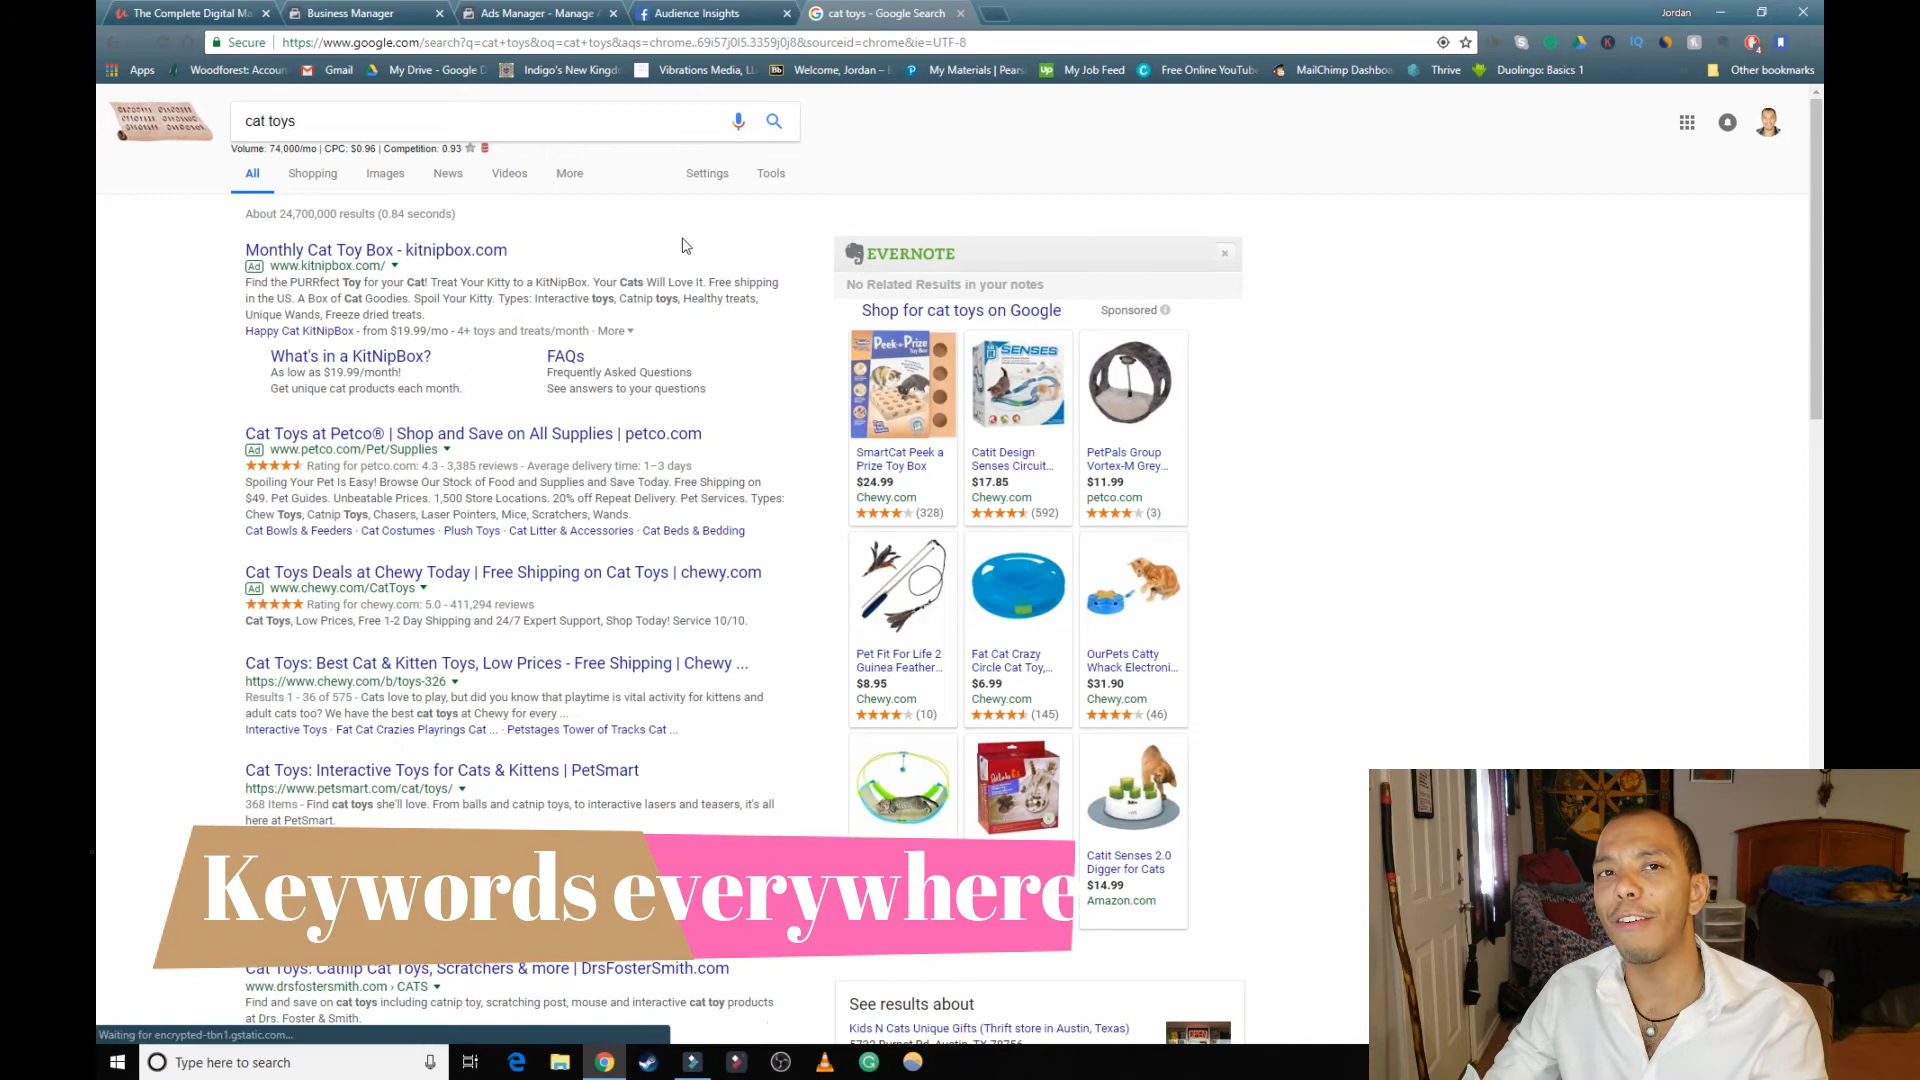 The Complete Digital Ma
Business Manager
Ads Manager - Manage A
Audience Insights
cat toys - Google Search
Jordan
Secure
https://www.google.com/search?q=cat+toys&oq=cat+toys&aqs=chrome..69i57j0l5.3359j0j8&sourceid=chrome&ie=UTF-8
Apps
Woodforest: Accoun
Gmail
My Drive - Google D
Indigo's New Kingdo
Vibrations Media, LL
Welcome, Jordan –
My Materials | Pears
My Job Feed
Free Online YouTube
MailChimp Dashboa
Thrive
Duolingo: Basics 1
Other bookmarks
cat toys
Volume: 74,000/mo | CPC: $0.96 | Competition: 0.93
All
Shopping
Images
News
Videos
More
Settings
Tools
About 24,700,000 results (0.84 seconds)
Monthly Cat Toy Box - kitnipbox.com
Ad www.kitnipbox.com/
Find the PURRfect Toy for your Cat! Treat Your Kitty to a KitNipBox. Your Cats Will Love It. Free shipping
in the US. A Box of Cat Goodies. Spoil Your Kitty. Types: Interactive toys, Catnip toys, Healthy treats,
Unique Wands, Freeze dried treats.
Happy Cat KitNipBox - from $19.99/mo - 4+ toys and treats/month · More
What's in a KitNipBox?
As low as $19.99/month!
Get unique cat products each month.
FAQs
Frequently Asked Questions
See answers to your questions
Cat Toys at Petco® | Shop and Save on All Supplies | petco.com
Ad www.petco.com/Pet/Supplies
Rating for petco.com: 4.3 - 3,385 reviews - Average delivery time: 1–3 days
Spoiling Your Pet Is Easy! Browse Our Stock of Food and Supplies and Save Today. Free Shipping on
$49. Pet Guides. Unbeatable Prices. 1,500 Store Locations. 20% off Repeat Delivery. Pet Services. Types:
Chew Toys, Catnip Toys, Chasers, Laser Pointers, Mice, Scratchers, Wands.
Cat Bowls & Feeders · Cat Costumes · Plush Toys · Cat Litter & Accessories · Cat Beds & Bedding
Cat Toys Deals at Chewy Today | Free Shipping on Cat Toys | chewy.com
Ad www.chewy.com/CatToys
Rating for chewy.com: 5.0 - 411,294 reviews
Cat Toys, Low Prices, Free 1-2 Day Shipping and 24/7 Expert Support, Shop Today! Service 10/10.
Cat Toys: Best Cat & Kitten Toys, Low Prices - Free Shipping | Chewy ...
https://www.chewy.com/b/toys-326
Results 1 - 36 of 575 - Cats love to play, but did you know that playtime is vital activity for kittens and
adult cats too? We have the best cat toys at Chewy for every ...
Interactive Toys · Fat Cat Crazies Playrings Cat ... · Petstages Tower of Tracks Cat ...
Cat Toys: Interactive Toys for Cats & Kittens | PetSmart
https://www.petsmart.com/cat/toys/
368 Items - Find cat toys she'll love. From balls and catnip toys, to interactive lasers and teasers, it's all
here at PetSmart.
Keywords everywhere
Cat Toys: Catnip Cat Toys, Scratchers & more | DrsFosterSmith.com
www.drsfostersmith.com › CATS
Find and save on cat toys including catnip toy, scratching post, mouse and interactive cat toy products
at Drs. Foster & Smith.
Waiting for encrypted-tbn1.gstatic.com...
EVERNOTE
No Related Results in your notes
Shop for cat toys on Google
Sponsored
Peek-a-Prize
SENSES
SmartCat Peek a
Prize Toy Box
$24.99
Chewy.com
(328)
Catit Design
Senses Circuit...
$17.85
Chewy.com
(592)
PetPals Group
Vortex-M Grey...
$11.99
petco.com
(3)
Pet Fit For Life 2
Guinea Feather...
$8.95
Chewy.com
(10)
Fat Cat Crazy
Circle Cat Toy,...
$6.99
Chewy.com
(145)
OurPets Catty
Whack Electroni...
$31.90
Chewy.com
(46)
Catit Senses 2.0
Digger for Cats
$14.99
Amazon.com
See results about
Kids N Cats Unique Gifts (Thrift store in Austin, Texas)
Type here to search